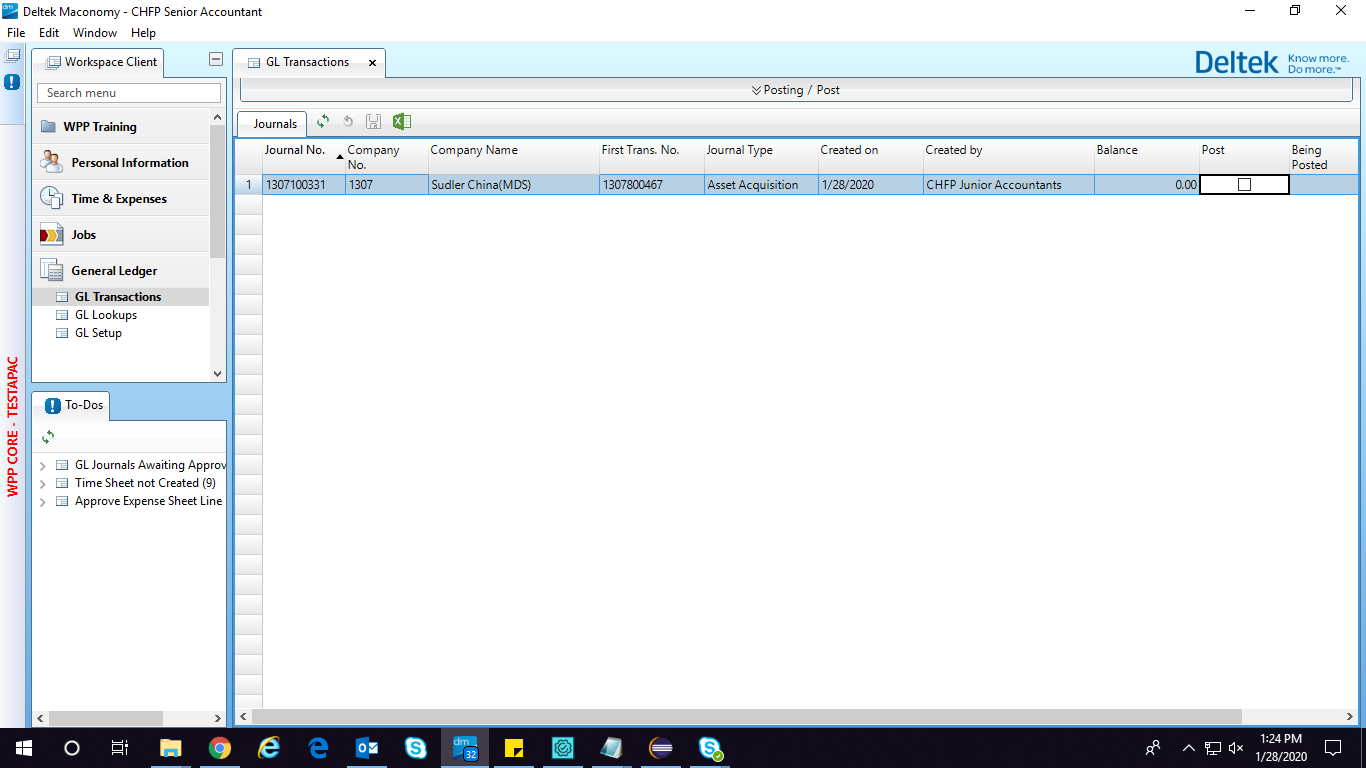 dm Deltek Maconomy - CHFP Senior Accountant
File Edit Window Help
Workspace Client
GL Transactions
Deltek Know more.
Do more.™
Search menu
Posting / Post
WPP Training
Personal Information
Time & Expenses
Jobs
General Ledger
GL Transactions
GL Lookups
GL Setup
Journals
Journal No. Company No. Company Name First Trans. No. Journal Type Created on Created by Balance Post Being Posted
1 1307100331 1307 Sudler China(MDS) 1307800467 Asset Acquisition 1/28/2020 CHFP Junior Accountants 0.00
WPP CORE - TESTAPAC
To-Dos
GL Journals Awaiting Approv
Time Sheet not Created (9)
Approve Expense Sheet Line
dm
32
1:24 PM
1/28/2020